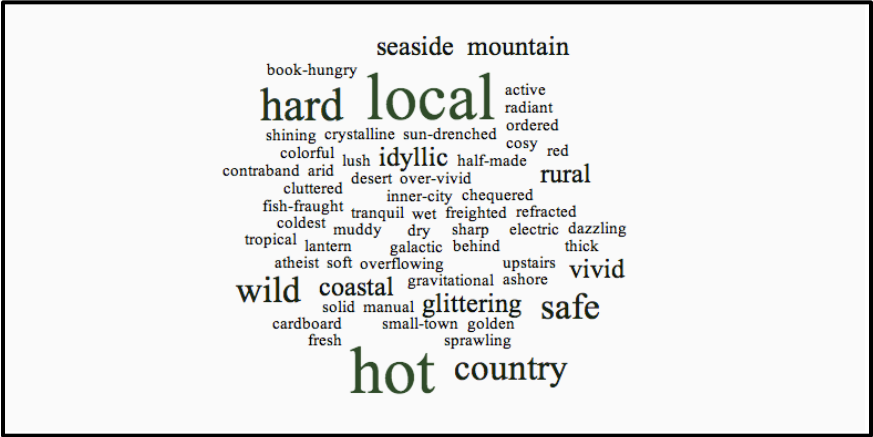 seaside mountain
book-hungry
hard local active
radiant
ordered
shining crystalline sun-drenched
cosy
colorful lush idyllic half-made red
contraband arid
desert over-vivid rural
cluttered
inner-city chequered
fish-fraught tranquil wet freighted refracted
coldest muddy dry sharp electric dazzling
tropical lantern galactic behind thick
atheist soft overflowing upstairs vivid
gravitational ashore
wild coastal
solid manual glittering safe
cardboard small-town golden
fresh sprawling
hot country